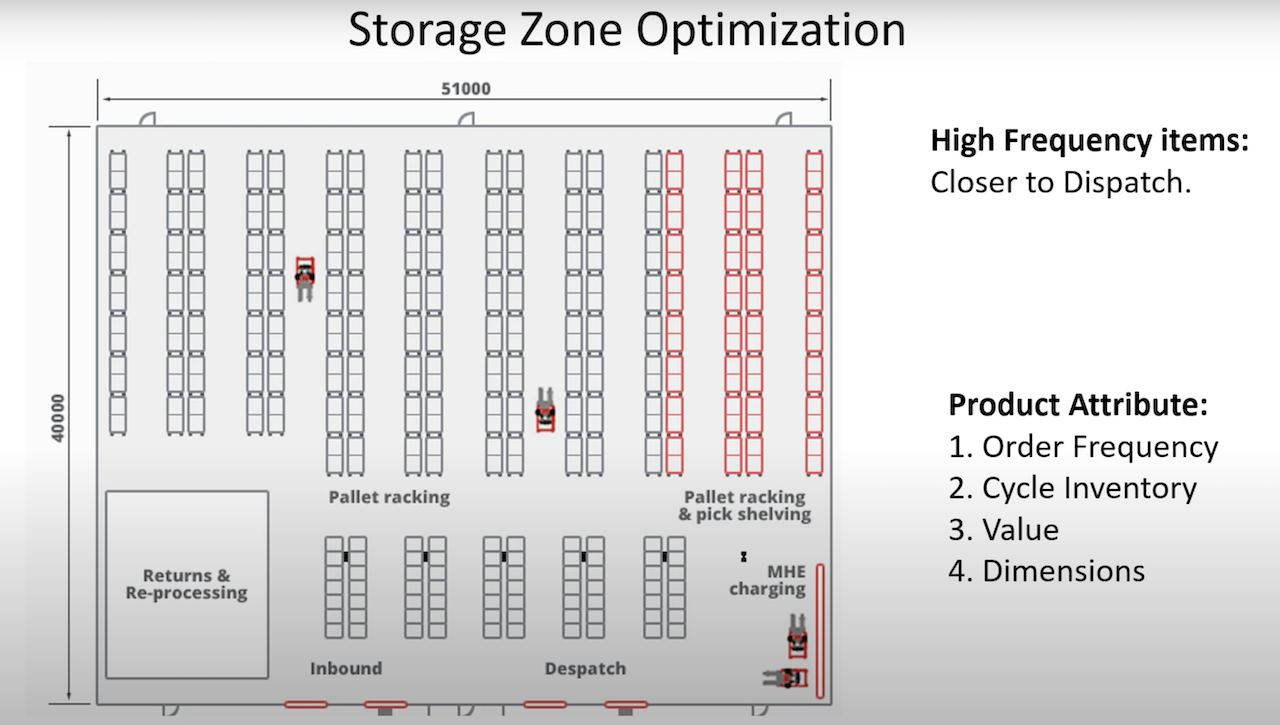 Storage Zone Optimization
51000
40000
High Frequency items:
Closer to Dispatch.
Pallet racking
Pallet racking
& pick shelving
Returns &
Re-processing
MHE
charging
Inbound
Despatch
Product Attribute:
1. Order Frequency
2. Cycle Inventory
3. Value
4. Dimensions